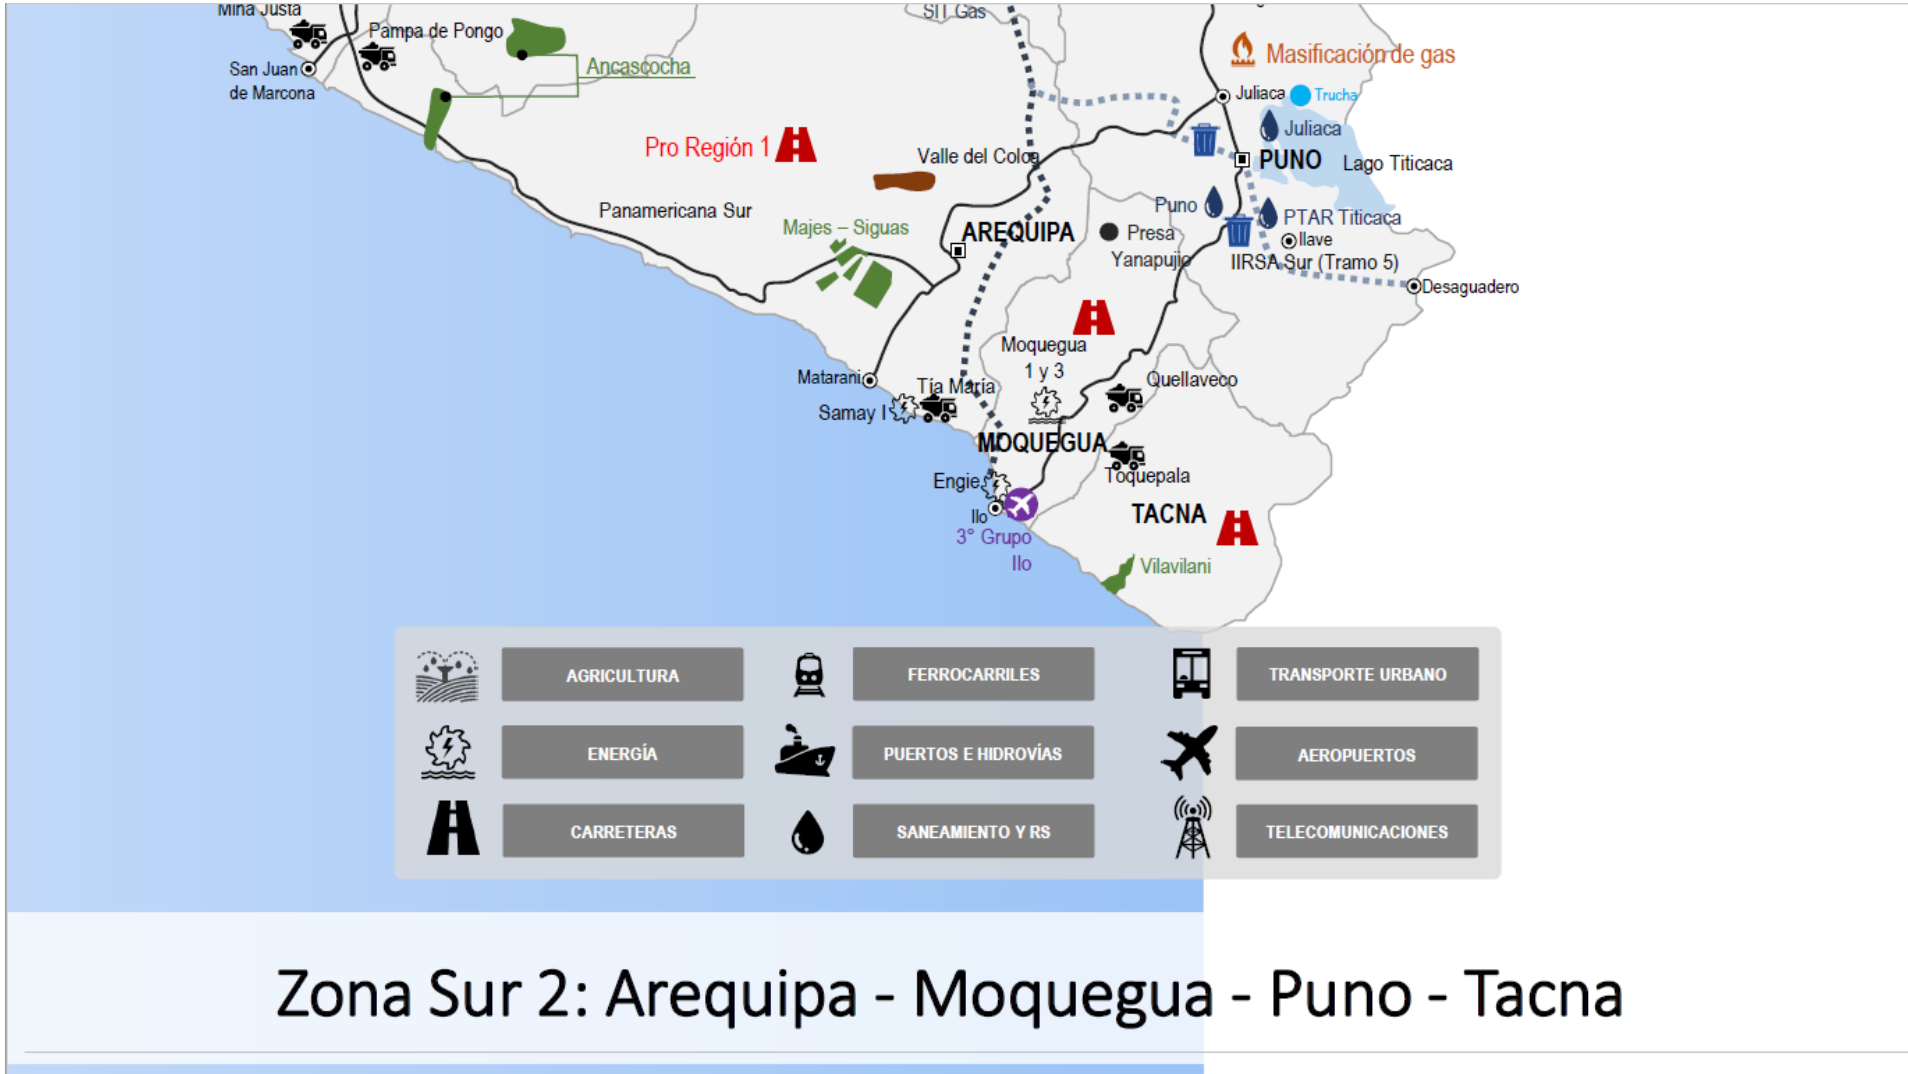 Mina Justa
SIT Gas
Pampa de Pongo
Masificación de gas
San Juan
de Marcona
Ancascocha
Juliaca
Trucha
Juliaca
Pro Región 1
Valle del Colca
PUNO
Lago Titicaca
Panamericana Sur
Puno
PTAR Titicaca
Majes – Siguas
AREQUIPA
Presa
Yanapujio
Ilave
IIRSA Sur (Tramo 5)
Desaguadero
Moquegua
1 y 3
Matarani
Tía María
Quellaveco
Samay I
MOQUEGUA
Toquepala
Engie
Ilo
TACNA
3° Grupo
Ilo
Vilavilani
AGRICULTURA
FERROCARRILES
TRANSPORTE URBANO
ENERGÍA
PUERTOS E HIDROVÍAS
AEROPUERTOS
CARRETERAS
SANEAMIENTO Y RS
TELECOMUNICACIONES
Zona Sur 2: Arequipa - Moquegua - Puno - Tacna